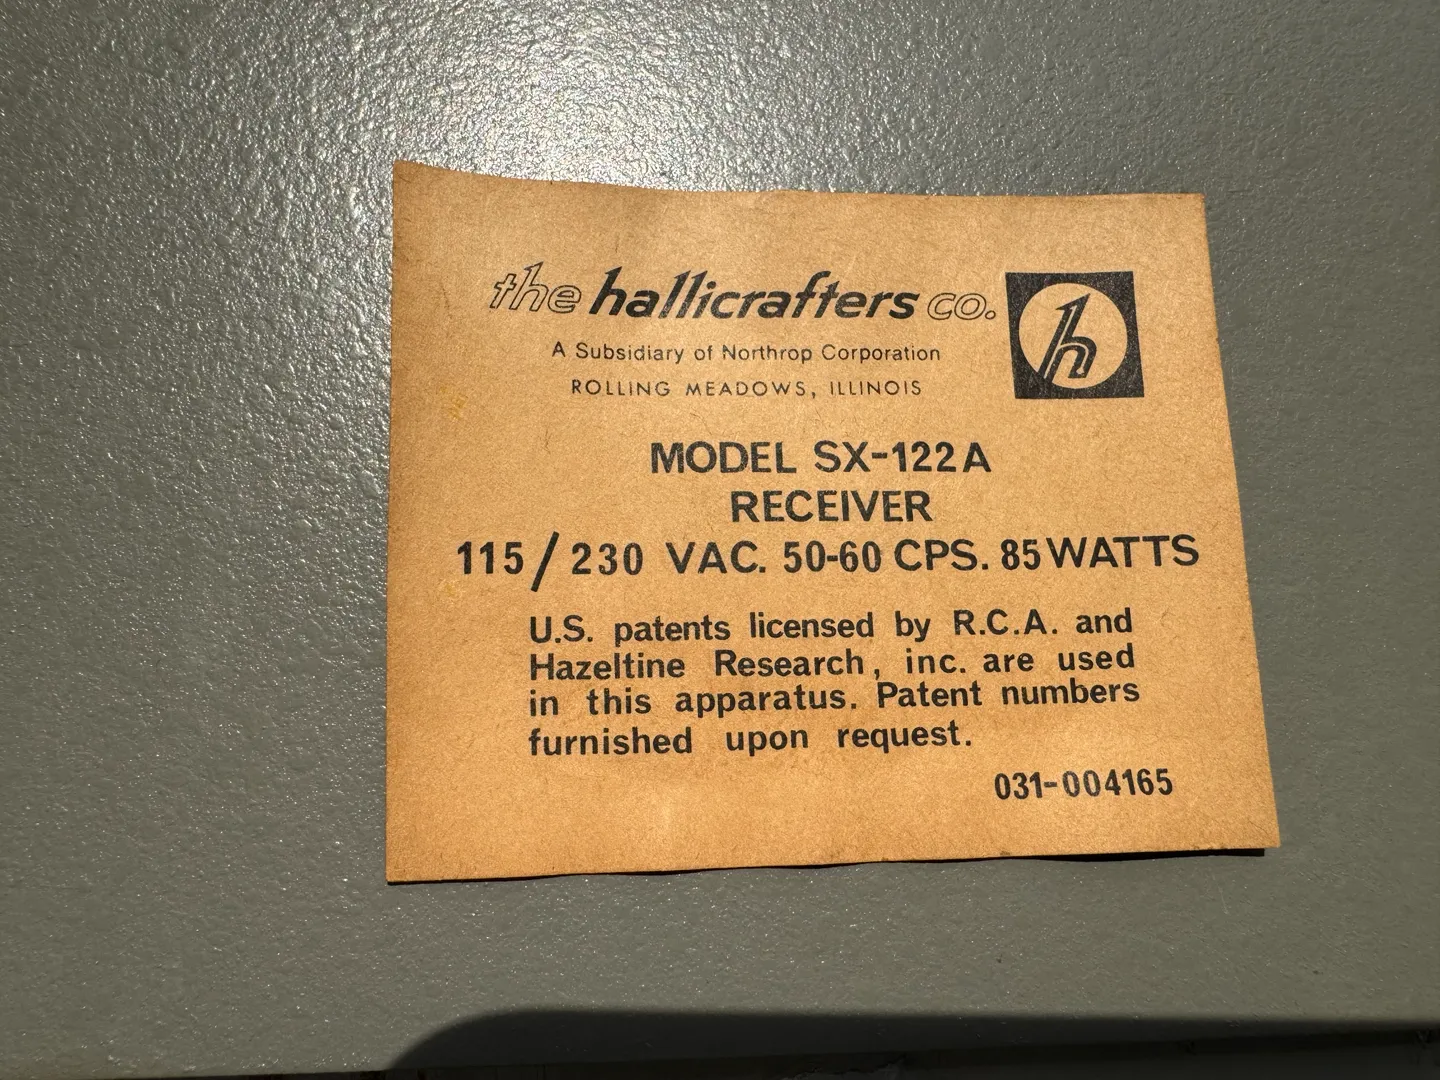 the hallicrafters co.
h
A Subsidiary of Northrop Corporation
ROLLING MEADOWS, ILLINOIS
MODEL SX-122A
RECEIVER
115/230 VAC. 50-60 CPS. 85 WATTS
U.S. patents licensed by R.C.A. and
Hazeltine Research, inc. are used
in this apparatus. Patent numbers
furnished upon request.
031-004165